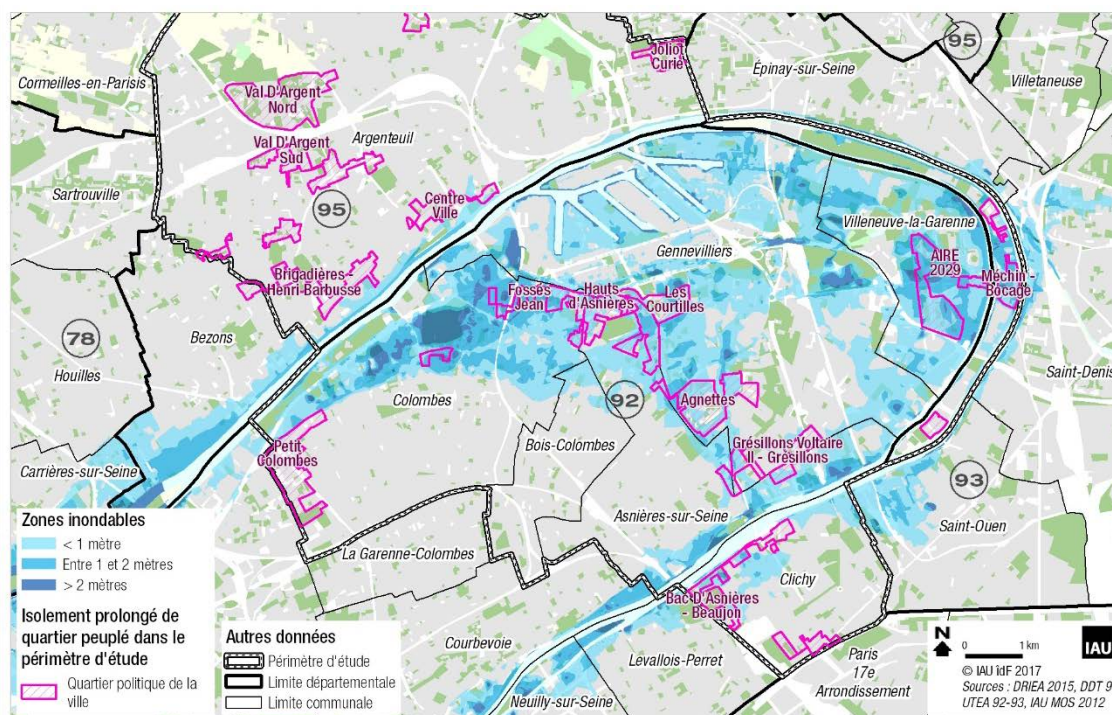 95
Joliot
Curie
Épinay-sur-Seine
Villetaneuse
Cormeilles-en-Parisis
Val D'Argent
Nord
Argenteuil
Val D'Argent
Sud
Sartrouville
95
Centre
Ville
Villeneuve-la-Garenne
Gennevilliers
AIRE
2029
Méchin -
Bocage
Brigadières -
Henri-Barbusse
Fossés
Jean
Hauts
d'Asnières
Les
Courtilles
78
Houilles
Bezons
Colombes
92
Agnettes
Saint-Denis
Petit
Colombes
Bois-Colombes
Grésillons Voltaire
II - Grésillons
Carrières-sur-Seine
93
Asnières-sur-Seine
Saint-Ouen
La Garenne-Colombes
Clichy
Bac D'Asnières
- Beaujon
Courbevoie
Levallois-Perret
Paris
17e
Arrondissement
Neuilly-sur-Seine
Zones inondables
< 1 mètre
Entre 1 et 2 mètres
> 2 mètres
Isolement prolongé de
quartier peuplé dans le
périmètre d'étude
Quartier politique de la
ville
Autres données
Périmètre d'étude
Limite départementale
Limite communale
N
0 1 km
IAU
© IAU îdF 2017
Sources : DRIEA 2015, DDT 9
UTEA 92-93, IAU MOS 2012